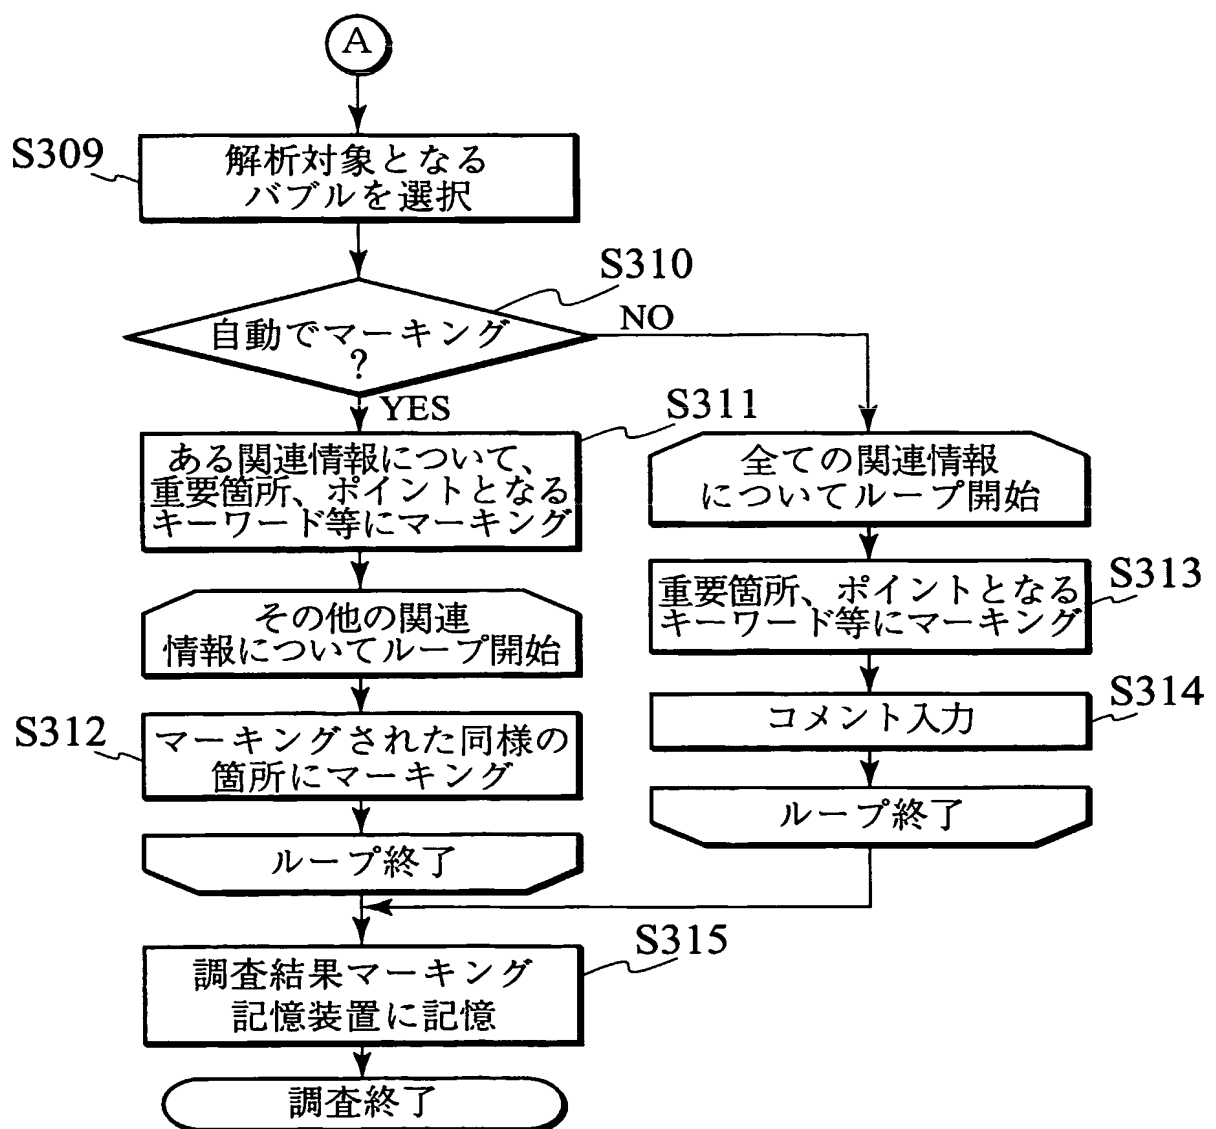 A
S309
解析対象となる
バブルを選択
S310
自動でマーキング
?
NO
YES
S311
ある関連情報について、
重要箇所、ポイントとなる
キーワード等にマーキング
全ての関連情報
についてループ開始
その他の関連
情報についてループ開始
S313
重要箇所、ポイントとなる
キーワード等にマーキング
S312
マーキングされた同様の
箇所にマーキング
S314
コメント入力
ループ終了
ループ終了
S315
調査結果マーキング
記憶装置に記憶
調査終了